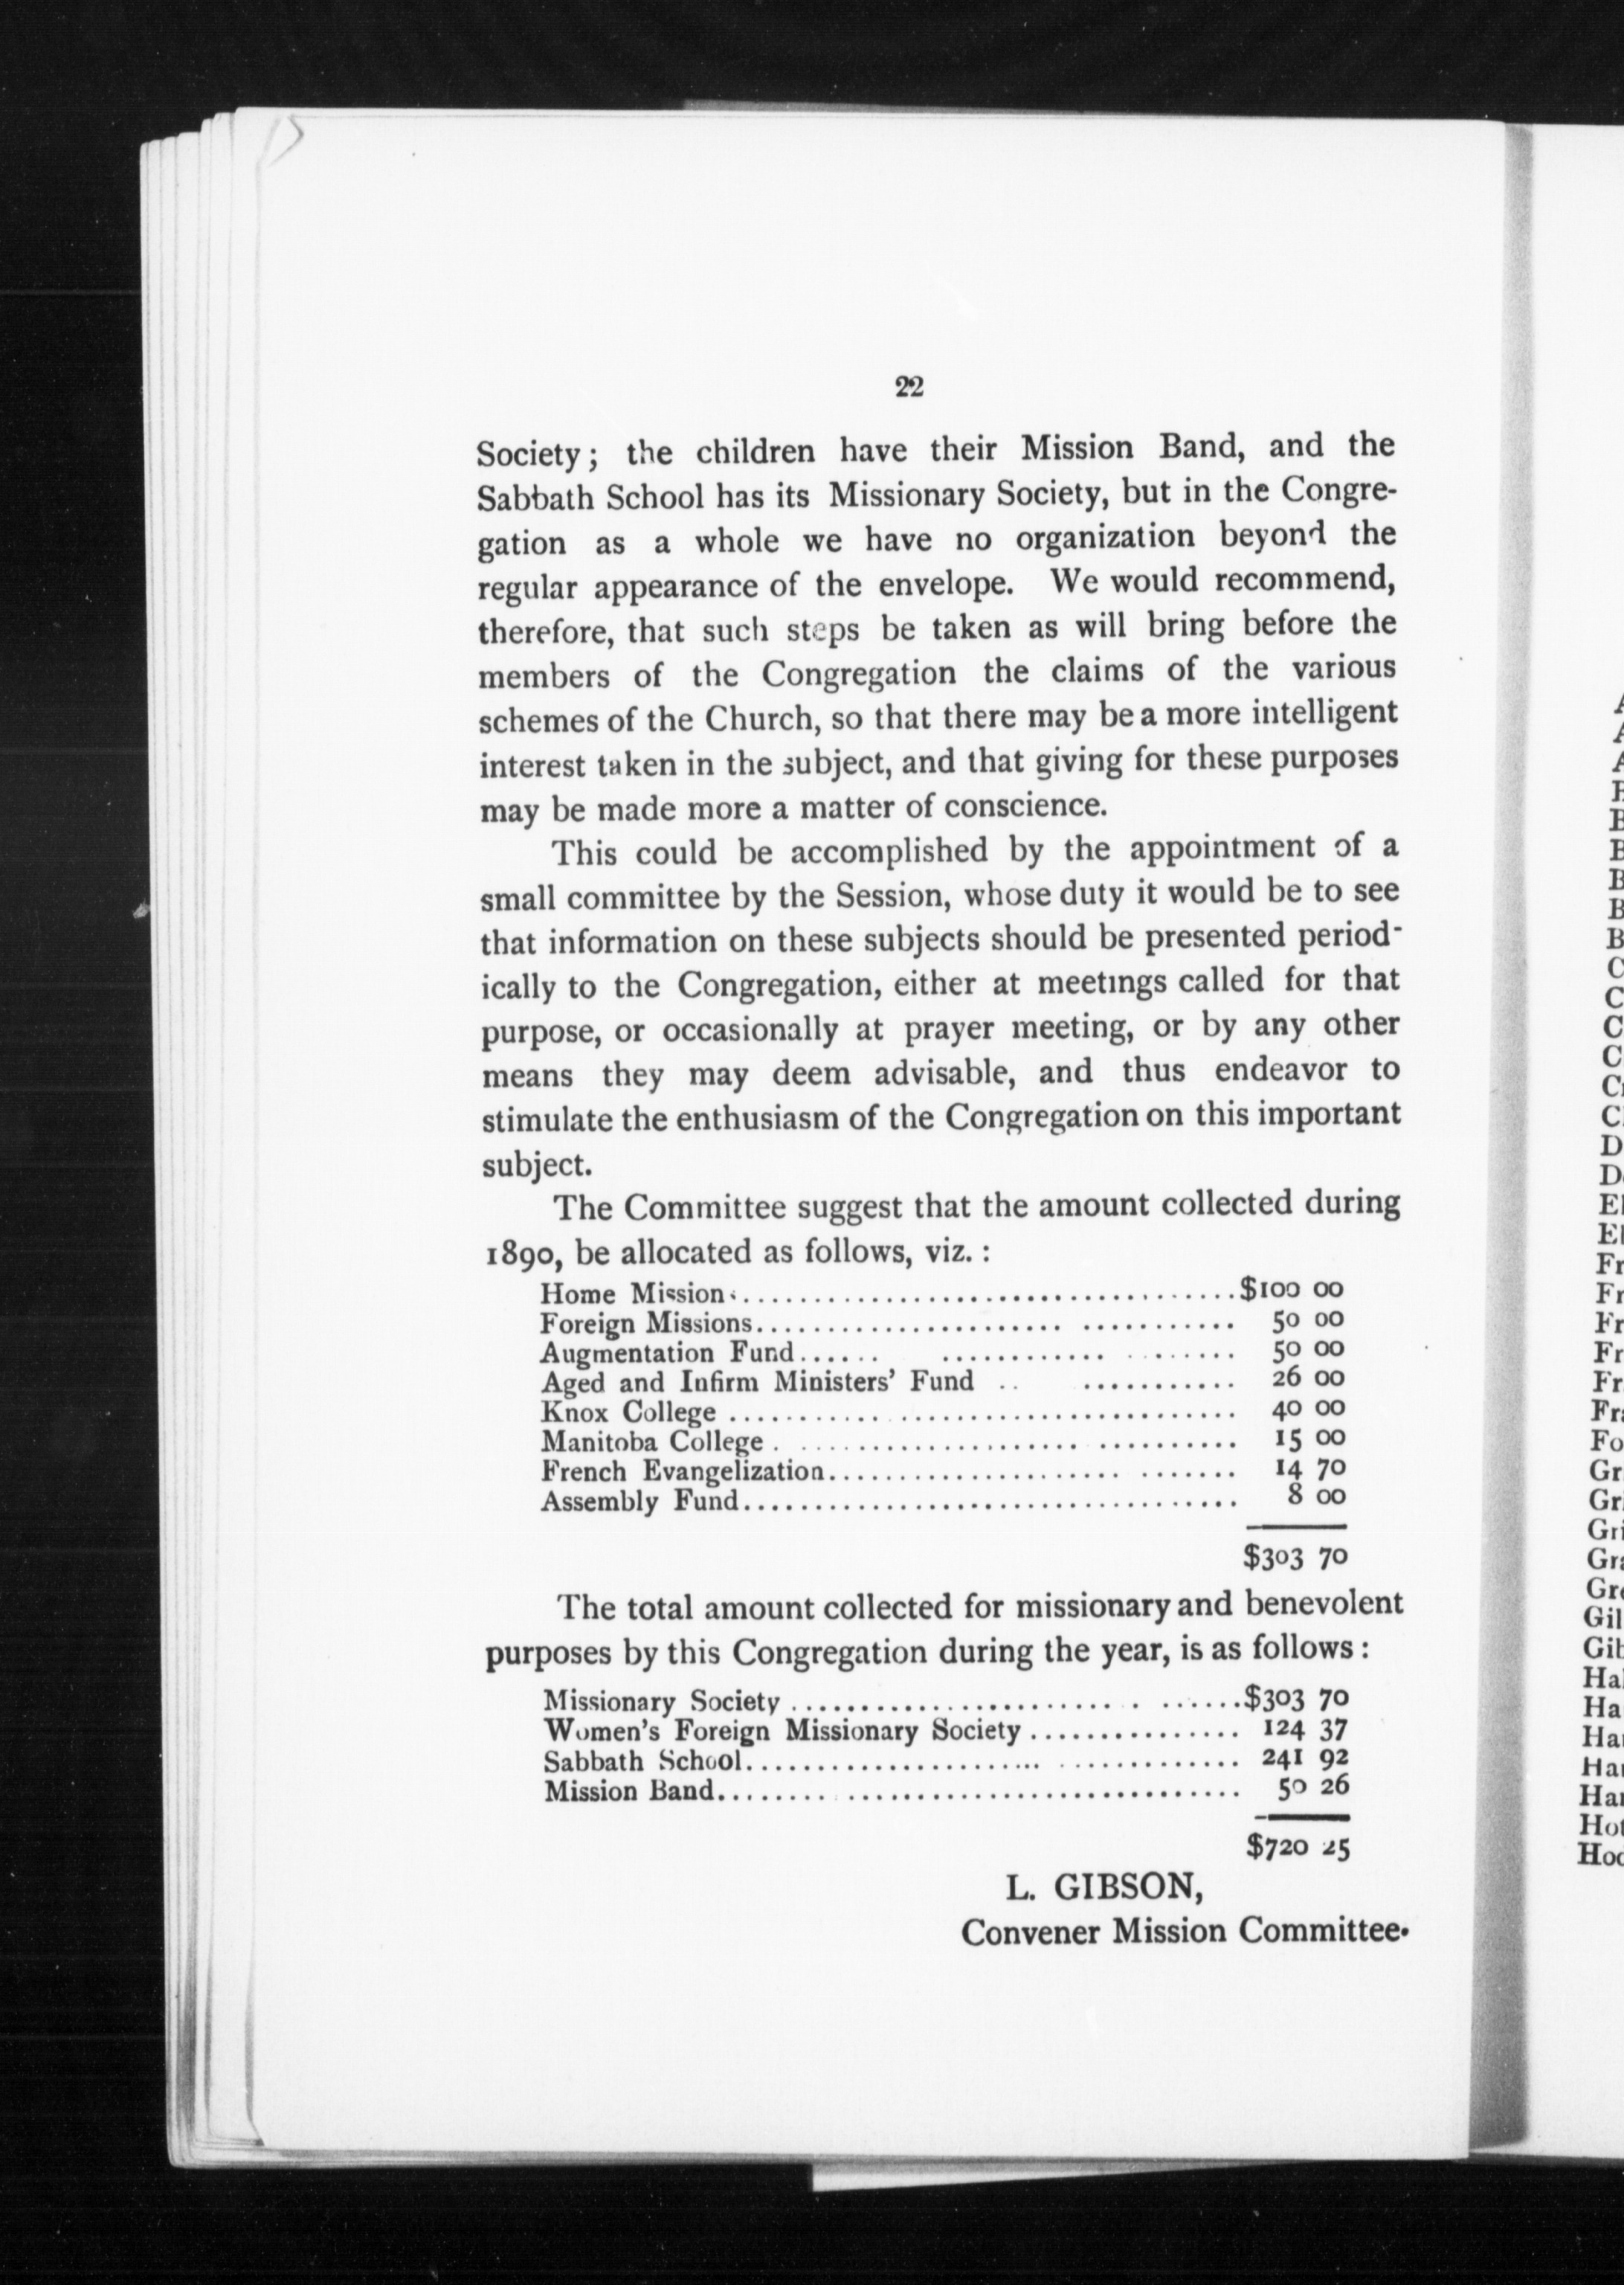 22
Society; the children have their Mission Band, and the
Sabbath School has its Missionary Society, but in the Congre-
gation as a whole we have no organization beyond the
regular appearance of the envelope. We would recommend,
therefore, that such steps be taken as will bring before the
members of the Congregation the claims of the various
schemes of the Church, so that there may be a more intelligent
interest taken in the subject, and that giving for these purposes
may be made more a matter of conscience.
This could be accomplished by the appointment of a
small committee by the Session, whose duty it would be to see
that information on these subjects should be presented period-
ically to the Congregation, either at meetings called for that
purpose, or occasionally at prayer meeting, or by any other
means they may deem advisable, and thus endeavor to
stimulate the enthusiasm of the Congregation on this important
subject.
The Committee suggest that the amount collected during
1890, be allocated as follows, viz. :
Home Missions........................................$100 00
Foreign Missions........................................ 50 00
Augmentation Fund........................................ 50 00
Aged and Infirm Ministers' Fund .............. 26 00
Knox College ........................................ 40 00
Manitoba College ........................................ 15 00
French Evangelization.............................. 14 70
Assembly Fund........................................ 8 00
$303 70
The total amount collected for missionary and benevolent
purposes by this Congregation during the year, is as follows :
Missionary Society ..............................$303 70
Women's Foreign Missionary Society ............... 124 37
Sabbath School................................... 241 92
Mission Band................................... 50 26
$720 25
L. GIBSON,
Convener Mission Committee.